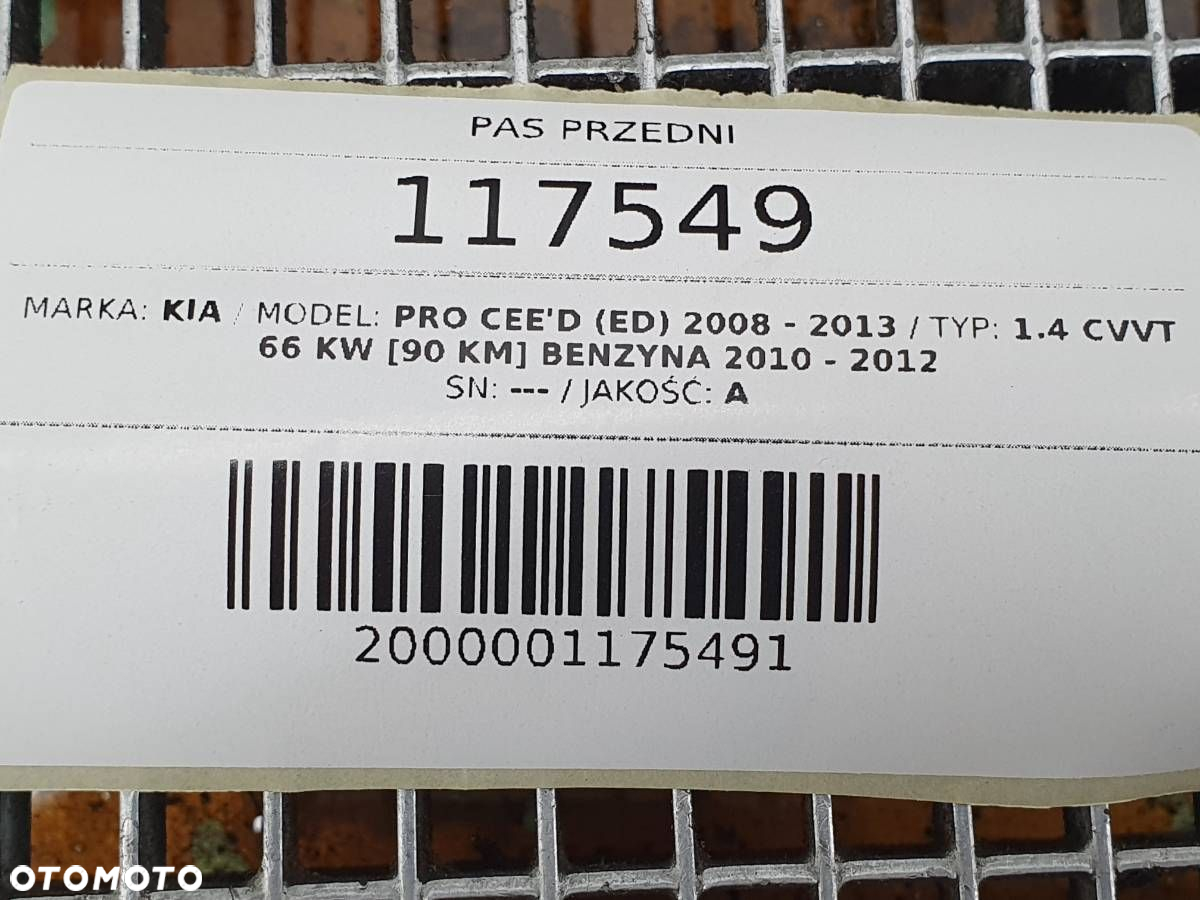 PAS PRZEDNI
117549
MARKA: KIA / MODEL: PRO CEE'D (ED) 2008 - 2013 / TYP: 1.4 CVVT
66 KW [90 KM] BENZYNA 2010 - 2012
SN: --- / JAKOŚĆ: A
2000001175491
OTOMOTO